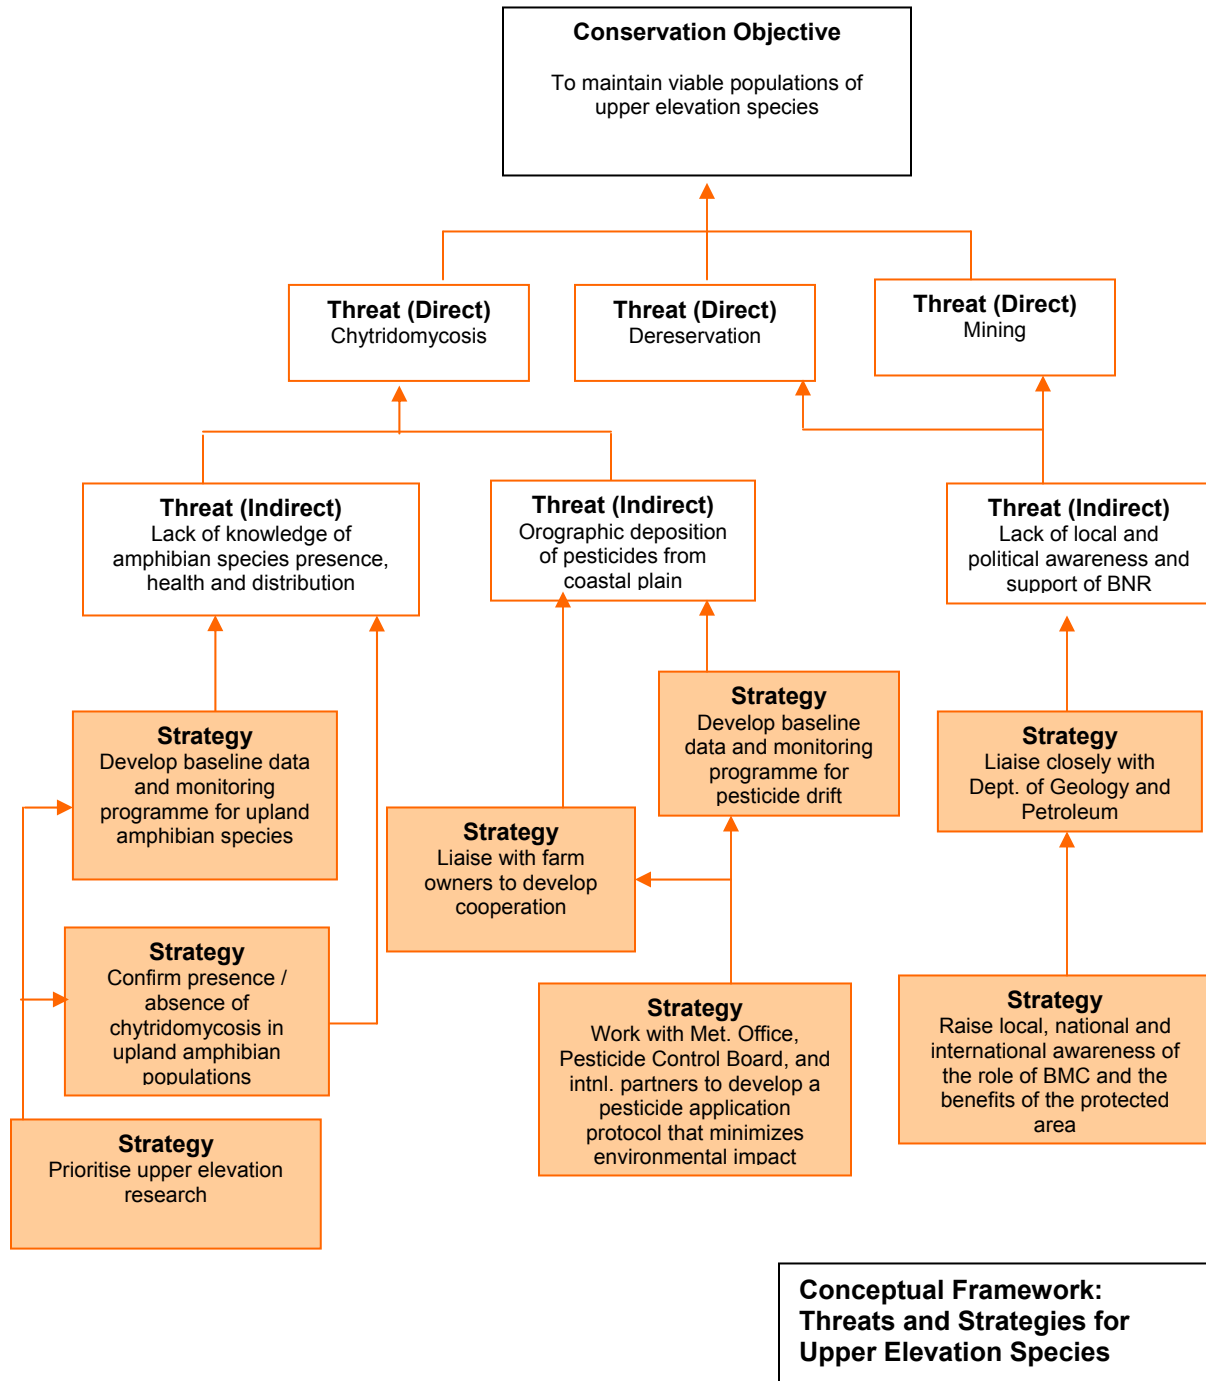 Conservation Objective
To maintain viable populations of
upper elevation species
Threat (Direct)
Chytridomycosis
Threat (Direct)
Dereservation
Threat (Direct)
Mining
Threat (Indirect)
Lack of knowledge of
amphibian species presence,
health and distribution
Threat (Indirect)
Orographic deposition
of pesticides from
coastal plain
Threat (Indirect)
Lack of local and
political awareness and
support of BNR
Strategy
Develop baseline data
and monitoring
programme for upland
amphibian species
Strategy
Develop baseline
data and monitoring
programme for
pesticide drift
Strategy
Liaise closely with
Dept. of Geology and
Petroleum
Strategy
Liaise with farm
owners to develop
cooperation
Strategy
Confirm presence /
absence of
chytridomycosis in
upland amphibian
populations
Strategy
Work with Met. Office,
Pesticide Control Board, and
intnl. partners to develop a
pesticide application
protocol that minimizes
environmental impact
Strategy
Raise local, national and
international awareness of
the role of BMC and the
benefits of the protected
area
Strategy
Prioritise upper elevation
research
Conceptual Framework:
Threats and Strategies for
Upper Elevation Species